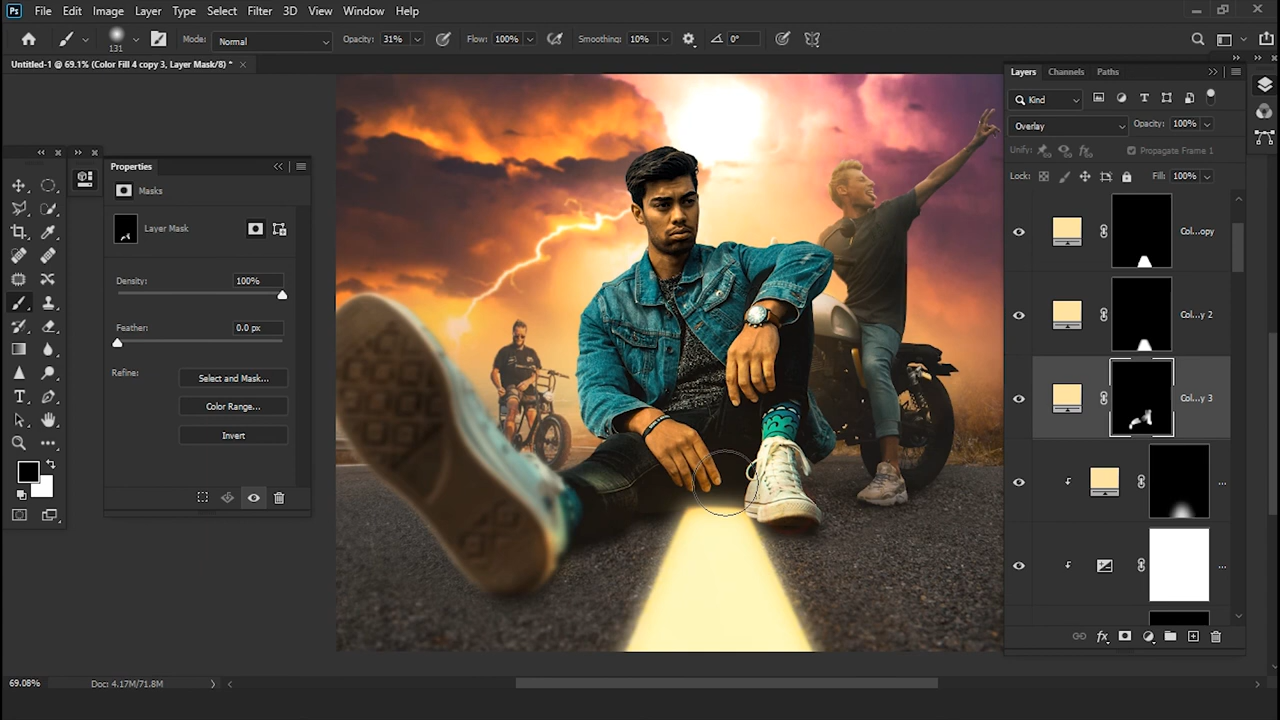 Ps File Edit Image Layer Type Select Filter 3D View Window Help
131 Mode: Normal Opacity: 31% Flow: 100% Smoothing: 10% 0°
Untitled-1 @ 69.1% (Color Fill 4 copy 3, Layer Mask/8) * ×
Layers Channels Paths
Kind
Overlay Opacity: 100%
Unify: Propagate Frame 1
Lock: Fill: 100%
Col...opy
Col...y 2
Col...y 3
...
...
Properties
Masks
Layer Mask
Density: 100%
Feather: 0.0 px
Refine: Select and Mask...
Color Range...
Invert
69.08% Doc: 4.17M/71.8M